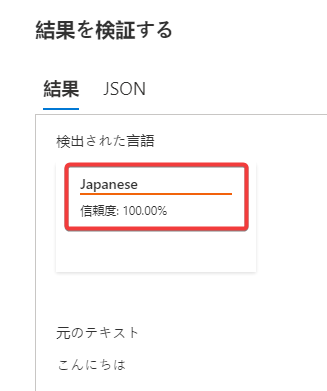 結果を検証する
結果 JSON
検出された言語
Japanese
信頼度: 100.00%
元のテキスト
こんにちは